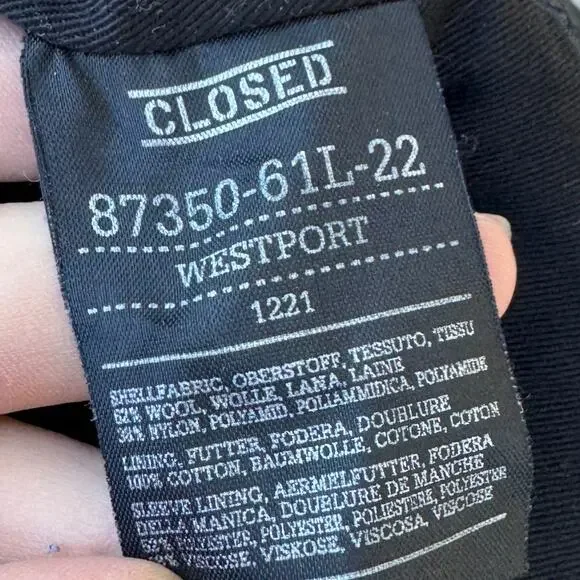 CLOSED
87350-61L-22
WESTPORT
1221
SHELLFABRIC, OBERSTOFF, TESSUTO, TISSU
WOOL, WOLLE, LANA, LAINE
NYLON, POLYAMID, POLIAMMIDICA, POLYAMIDE
LINING, FUTTER, FODERA, DOUBLURE
100% COTTON, BAUMWOLLE, COTONE, COTON
SLEEVE LINING, AERMELFUTTER, FODERA
DELLA MANICA, DOUBLURE DE MANCHE
POLYESTER, POLYESTER, POLIESTERE, POLYESTER
VISCOSE, VISKOSE, VISCOSA, VISCOSE